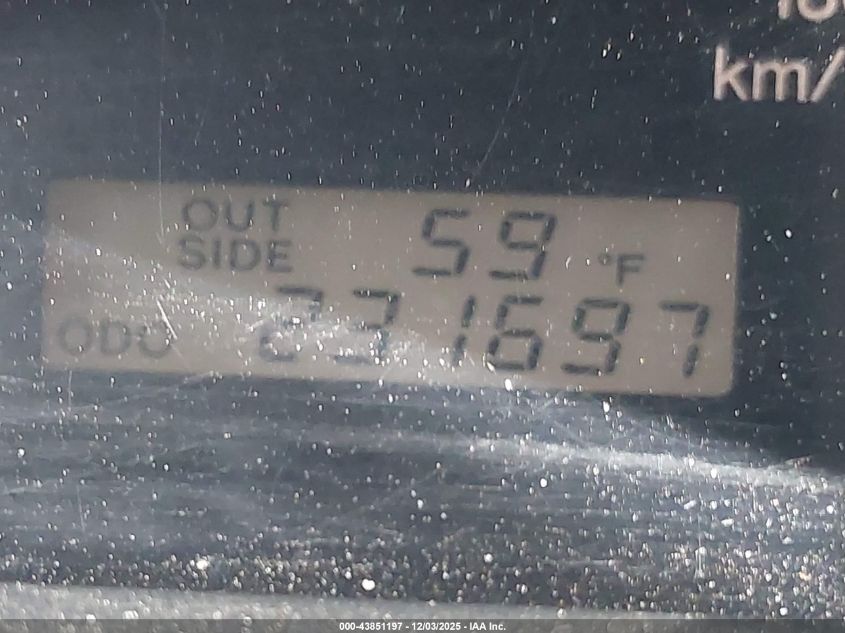 km/
OUT
SIDE
59 °F
ODO 231697
000-43851197 - 12/03/2025 - IAA Inc.